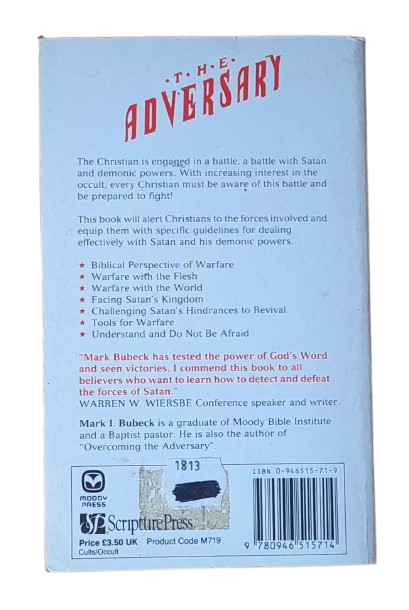 • T • H • E •
ADVERSARY
The Christian is engaged in a battle, a battle with Satan
and demonic powers. With increasing interest in the
occult, every Christian must be aware of this battle and
be prepared to fight!
This book will alert Christians to the forces involved and
equip them with specific guidelines for dealing
effectively with Satan and his demonic powers.
★ Biblical Perspective of Warfare
★ Warfare with the Flesh
★ Warfare with the World
★ Facing Satan's Kingdom
★ Challenging Satan's Hindrances to Revival
★ Tools for Warfare
★ Understand and Do Not Be Afraid
"Mark Bubeck has tested the power of God's Word
and seen victories. I commend this book to all
believers who want to learn how to detect and defeat
the forces of Satan."
WARREN W. WIERSBE Conference speaker and writer
Mark I. Bubeck is a graduate of Moody Bible Institute
and a Baptist pastor. He is also the author of
"Overcoming the Adversary".
1813
MOODY
PRESS
SP ScripturePress
Price £3.50 UK Product Code M719
Cults/Occult
ISBN 0-946515-71-9
9 780946 515714